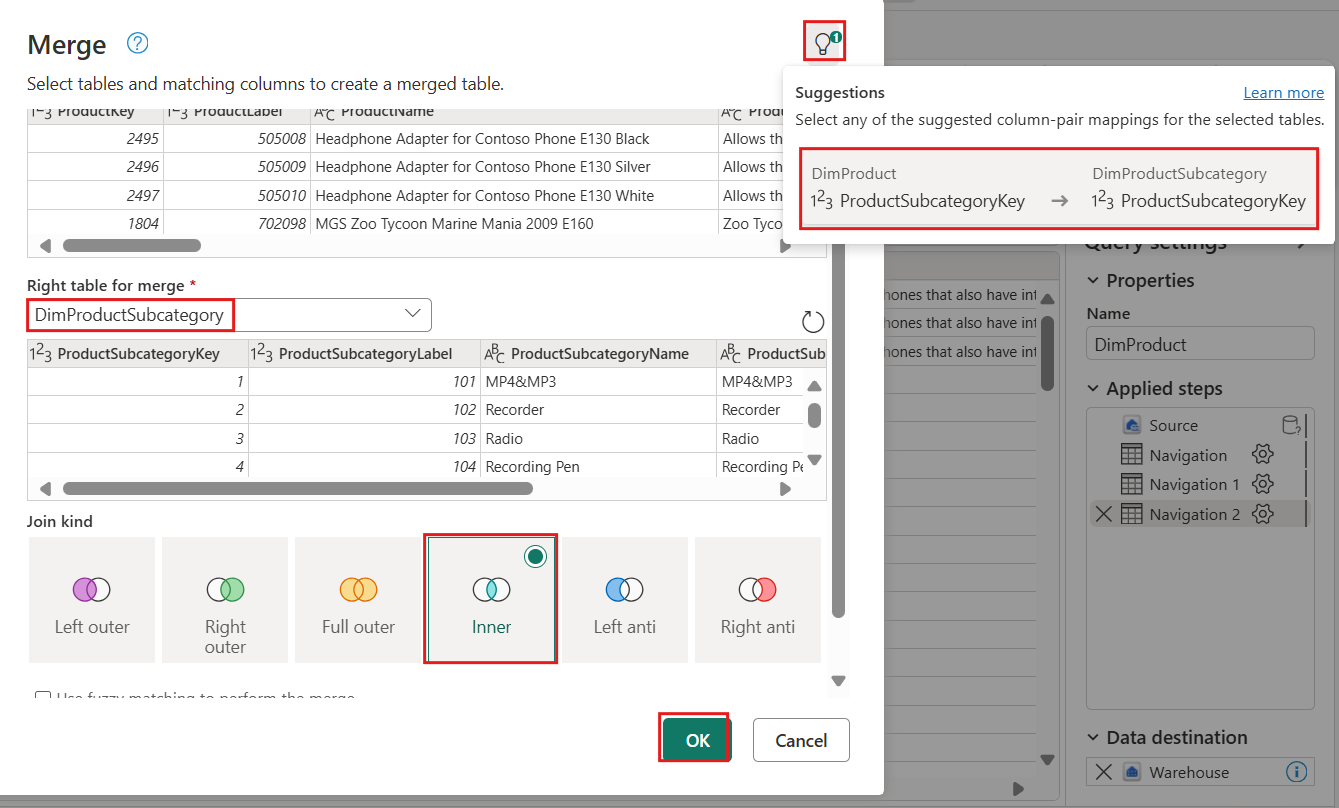 Merge
Select tables and matching columns to create a merged table.
1
Suggestions
Learn more
Select any of the suggested column-pair mappings for the selected tables.
DimProduct
DimProductSubcategory
123 ProductSubcategoryKey → 123 ProductSubcategoryKey
123 ProductKey 123 ProductLabel ABC ProductName ABC Produ
2495 505008 Headphone Adapter for Contoso Phone E130 Black Allows th
2496 505009 Headphone Adapter for Contoso Phone E130 Silver Allows th
2497 505010 Headphone Adapter for Contoso Phone E130 White Allows th
1804 702098 MGS Zoo Tycoon Marine Mania 2009 E160 Zoo Tyco
Right table for merge *
DimProductSubcategory
123 ProductSubcategoryKey 123 ProductSubcategoryLabel ABC ProductSubcategoryName ABC ProductSub
1 101 MP4&MP3 MP4&MP3
2 102 Recorder Recorder
3 103 Radio Radio
4 104 Recording Pen Recording Pe
Join kind
Left outer
Right outer
Full outer
Inner
Left anti
Right anti
Use fuzzy matching to perform the merge
OK
Cancel
hones that also have int
hones that also have int
hones that also have int
Query settings
Properties
Name
DimProduct
Applied steps
Source
Navigation
Navigation 1
Navigation 2
Data destination
Warehouse